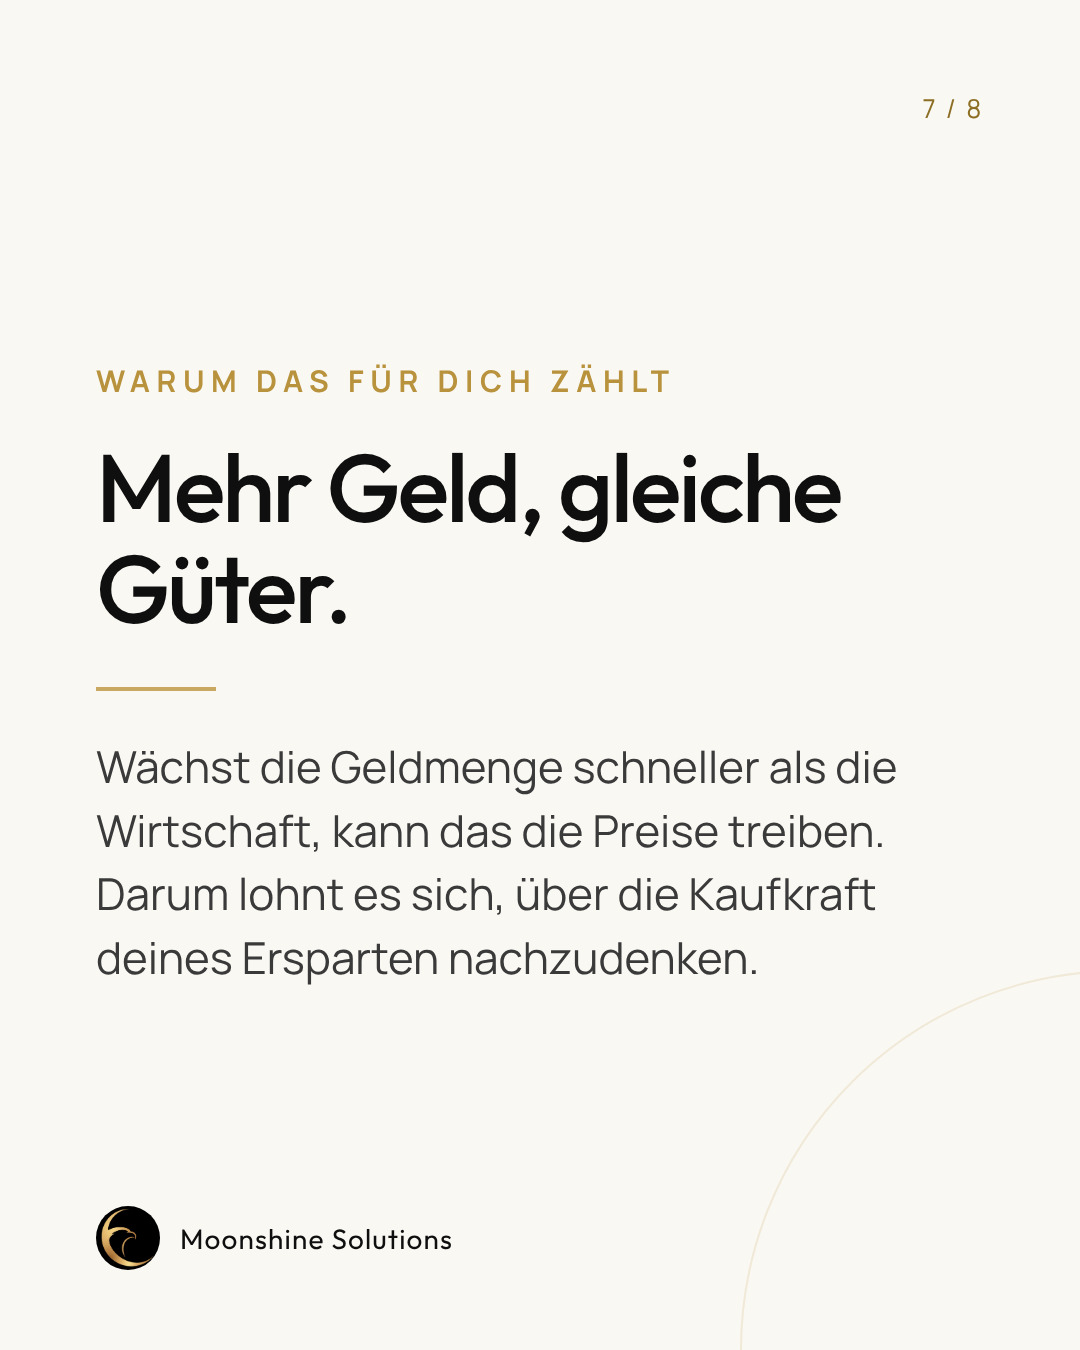 7 / 8
WARUM DAS FÜR DICH ZÄHLT
Mehr Geld, gleiche
Güter.
Wächst die Geldmenge schneller als die
Wirtschaft, kann das die Preise treiben.
Darum lohnt es sich, über die Kaufkraft
deines Ersparten nachzudenken.
Moonshine Solutions